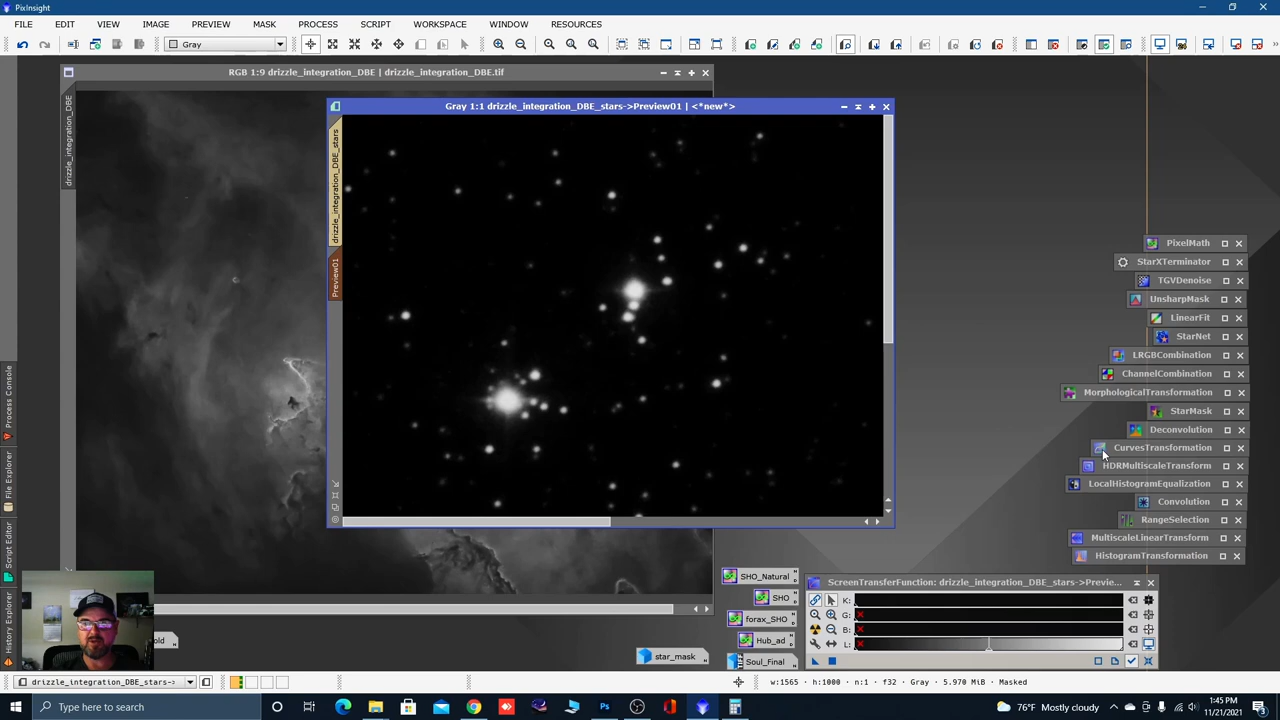 PixInsight
FILE EDIT VIEW IMAGE PREVIEW MASK PROCESS SCRIPT WORKSPACE WINDOW RESOURCES
Gray
RGB 1:9 drizzle_integration_DBE | drizzle_integration_DBE.tif
drizzle_integration_DBE
Gray 1:1 drizzle_integration_DBE_stars->Preview01 | <*new*>
drizzle_integration_DBE_stars
Preview01
PixelMath
StarXTerminator
TGVDenoise
UnsharpMask
LinearFit
StarNet
LRGBCombination
ChannelCombination
MorphologicalTransformation
StarMask
Deconvolution
CurvesTransformation
HDRMultiscaleTransform
LocalHistogramEqualization
Convolution
RangeSelection
MultiscaleLinearTransform
HistogramTransformation
Process Console
File Explorer
Script Editor
History Explorer
SHO_Natural
SHO
forax_SHO
Hub_ad
Soul_Final
star_mask
ScreenTransferFunction: drizzle_integration_DBE_stars->Previe...
K:
G:
B:
L:
drizzle_integration_DBE_stars->
w:1565 · h:1000 · n:1 · f32 · Gray · 5.970 MiB · Masked
Type here to search
76°F Mostly cloudy
1:45 PM
11/21/2021